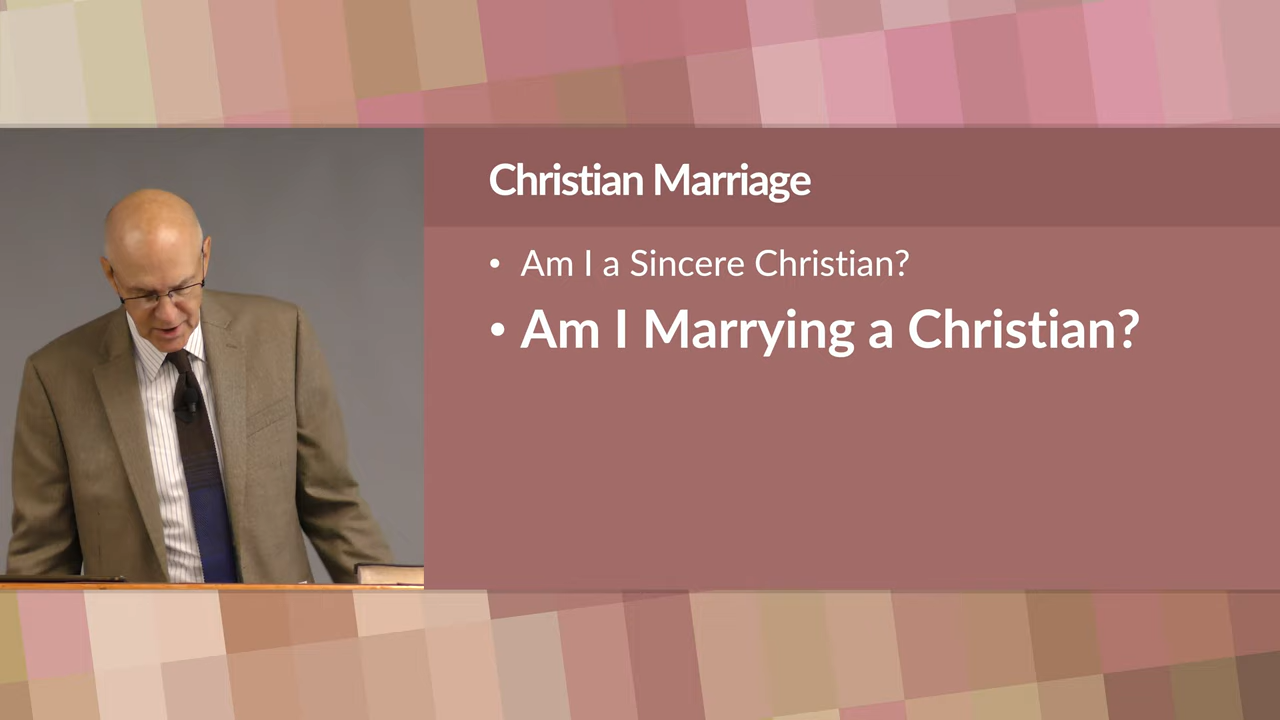 Christian Marriage
• Am I a Sincere Christian?
• Am I Marrying a Christian?